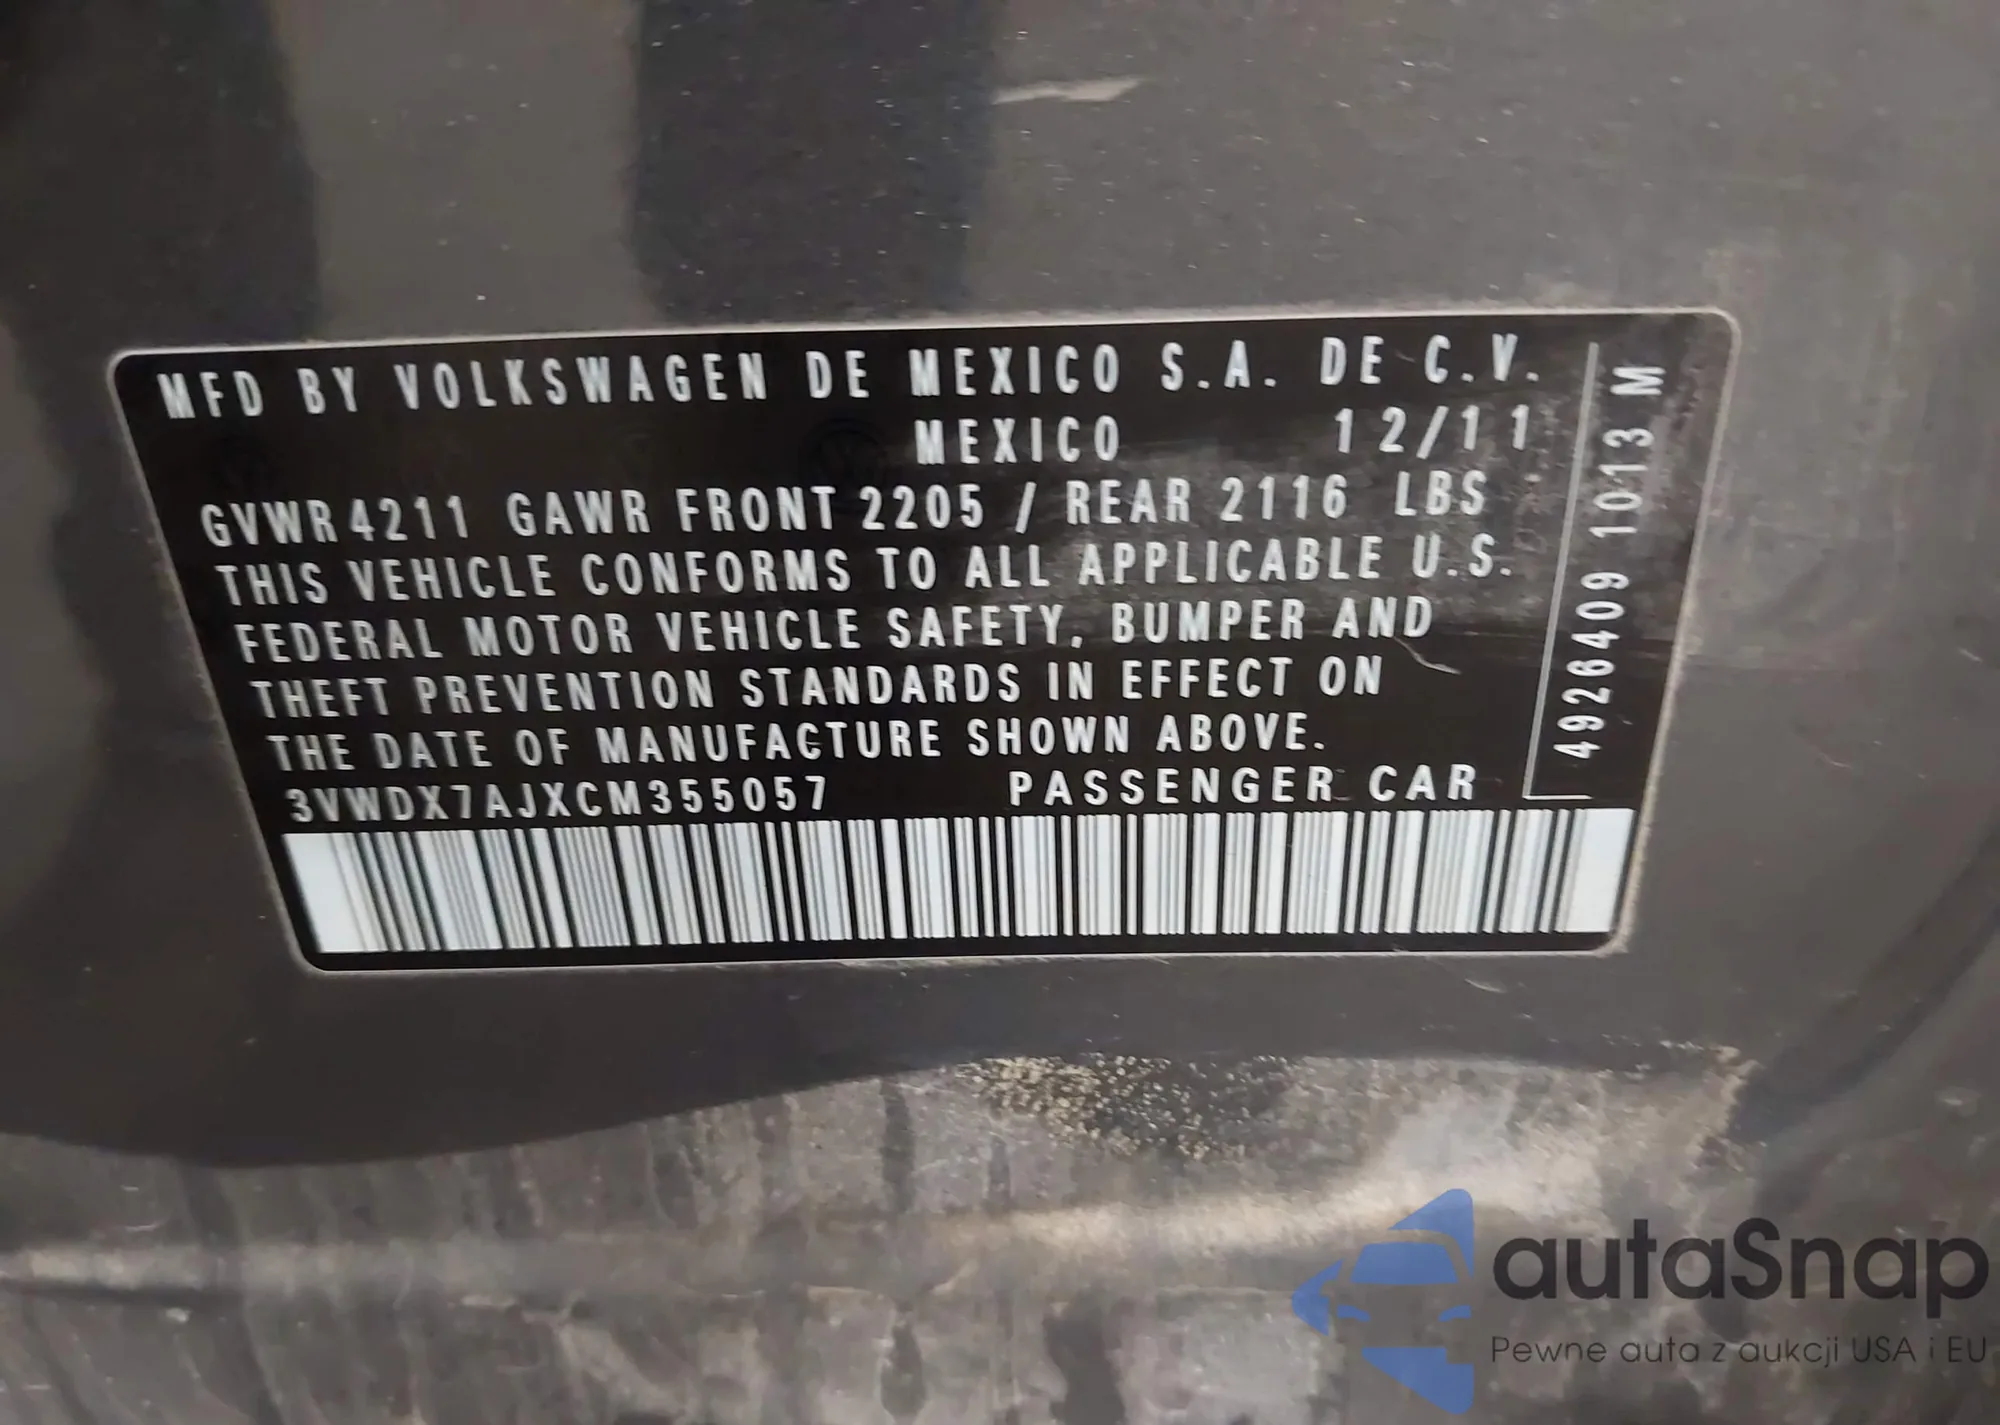 MFD BY VOLKSWAGEN DE MEXICO S.A. DE C.V.
MEXICO 12/11
GVWR 4211 GAWR FRONT 2205 / REAR 2116 LBS
THIS VEHICLE CONFORMS TO ALL APPLICABLE U.S.
FEDERAL MOTOR VEHICLE SAFETY, BUMPER AND
THEFT PREVENTION STANDARDS IN EFFECT ON
THE DATE OF MANUFACTURE SHOWN ABOVE.
3VWDX7AJXCM355057 PASSENGER CAR
4926409 1013 M
autaSnap
Pewne auta z aukcji USA i EU